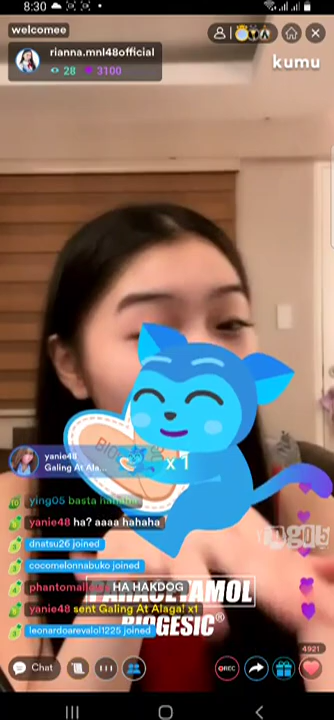 8:30
welcomee
rianna.mnl48official
28 3100
kumu
BIO
yanie48
Galing At Ala...
x1
ying05 basta hahaha
yanie48 ha? aaaa hahaha
dnatsu26 joined
cocomelonnabuko joined
HA HAKDOG
yanie48 sent Galing At Alaga! x1
leonardoarevalol1225 joined
PARACETAMOL
BIOGESIC®
4921
Chat
REC